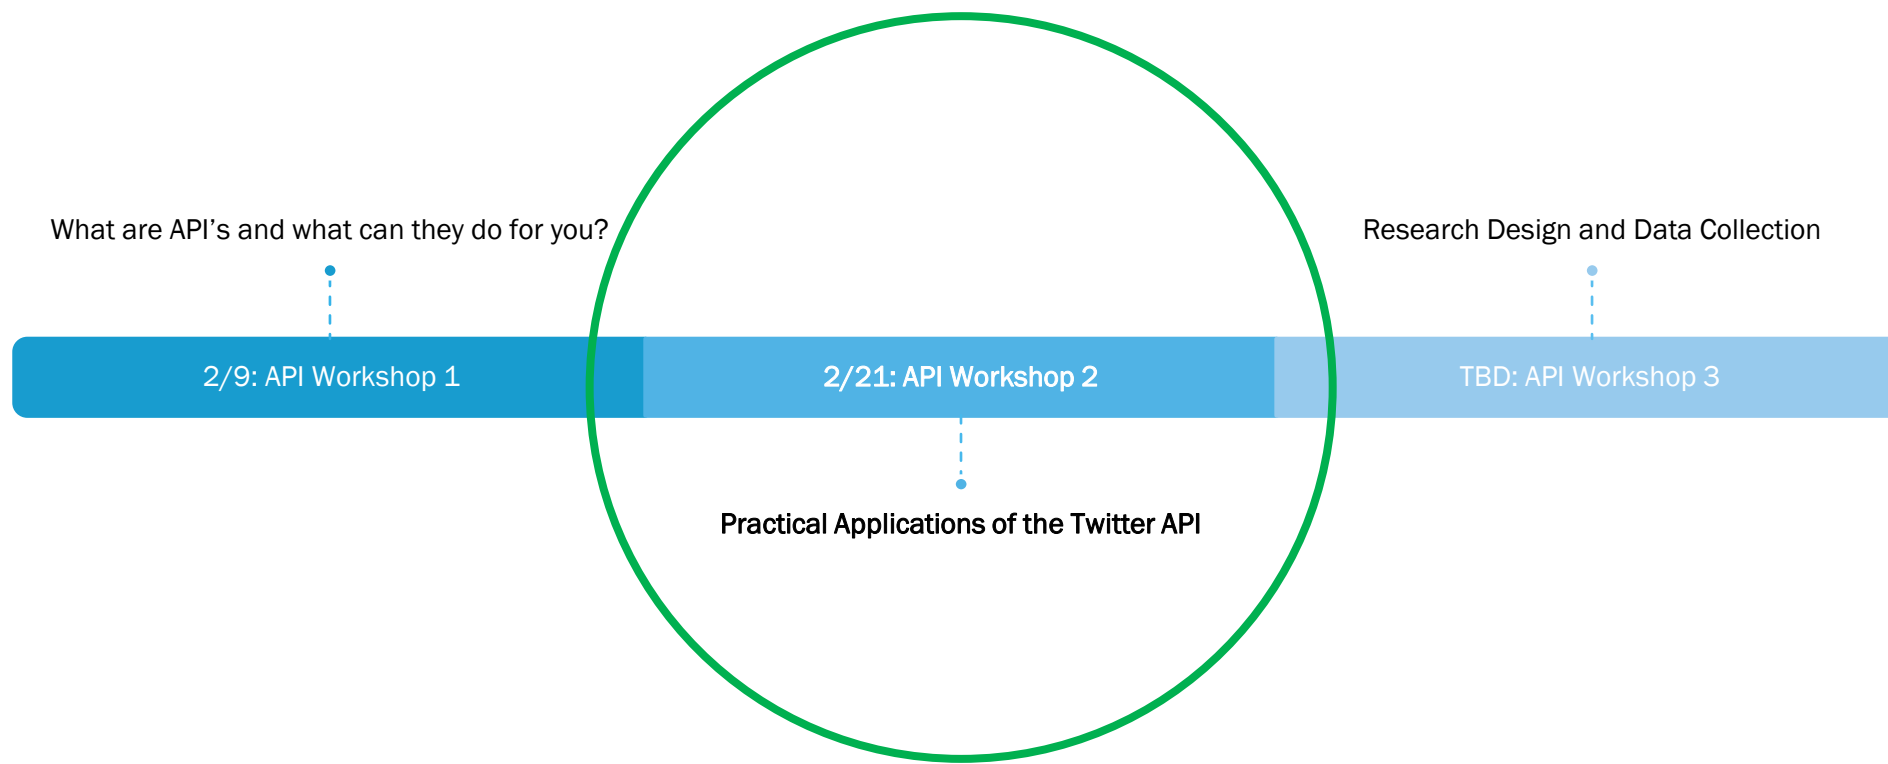 What are API's and what can they do for you?
Research Design and Data Collection
2/9: API Workshop 1
2/21: API Workshop 2
TBD: API Workshop 3
Practical Applications of the Twitter API